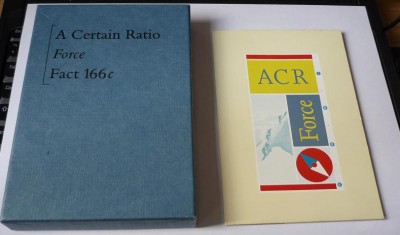 A Certain Ratio
Force
Fact 166c
ACR
Force